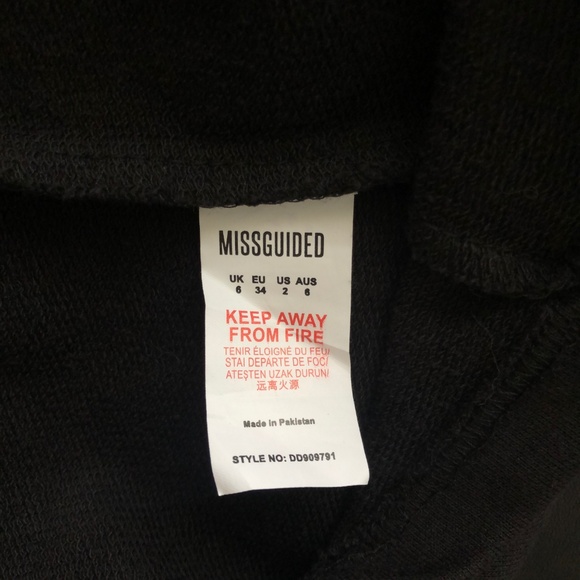 MISSGUIDED
UK EU US AUS
6 34 2 6
KEEP AWAY
FROM FIRE
TENIR ÉLOIGNÉ DU FEU/
STAI DEPARTE DE FOC/
ATEŞTEN UZAK DURUN/
远离火源
Made in Pakistan
STYLE NO: DD909791